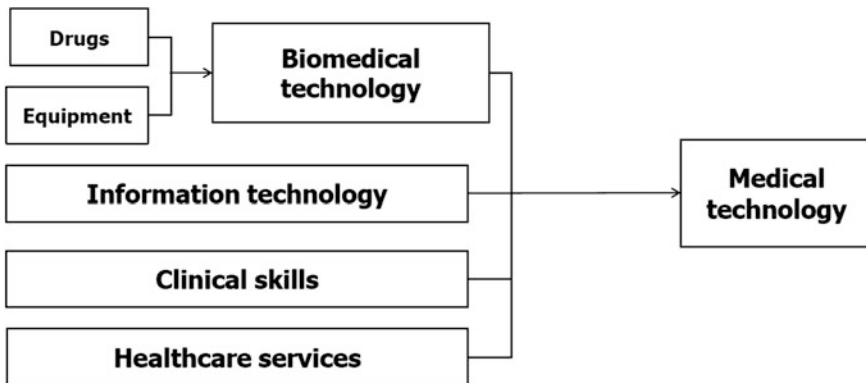 Drugs
Equipment
Biomedical
technology
Information technology
Clinical skills
Healthcare services
Medical
technology